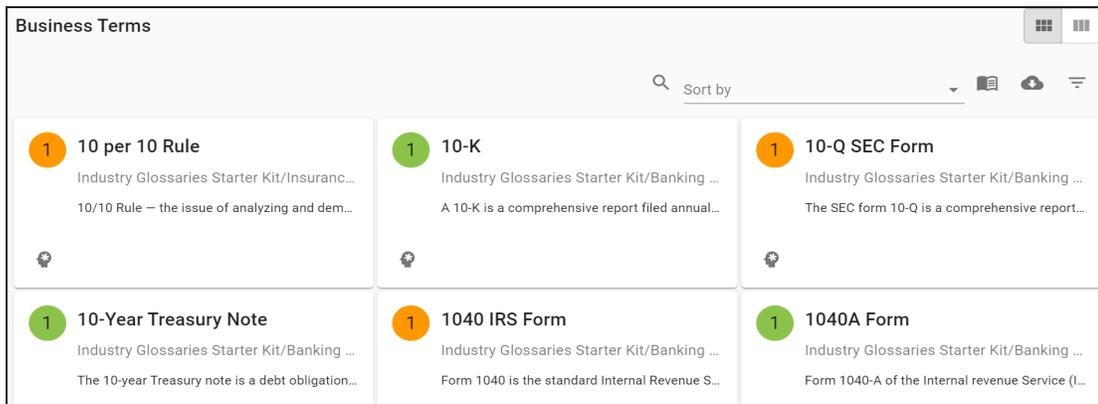 Business Terms
Sort by
1 10 per 10 Rule
Industry Glossaries Starter Kit/Insuranc...
10/10 Rule — the issue of analyzing and dem...
1 10-K
Industry Glossaries Starter Kit/Banking ...
A 10-K is a comprehensive report filed annual...
1 10-Q SEC Form
Industry Glossaries Starter Kit/Banking ...
The SEC form 10-Q is a comprehensive report...
1 10-Year Treasury Note
Industry Glossaries Starter Kit/Banking ...
The 10-year Treasury note is a debt obligation...
1 1040 IRS Form
Industry Glossaries Starter Kit/Banking ...
Form 1040 is the standard Internal Revenue S...
1 1040A Form
Industry Glossaries Starter Kit/Banking ...
Form 1040-A of the Internal revenue Service (I...